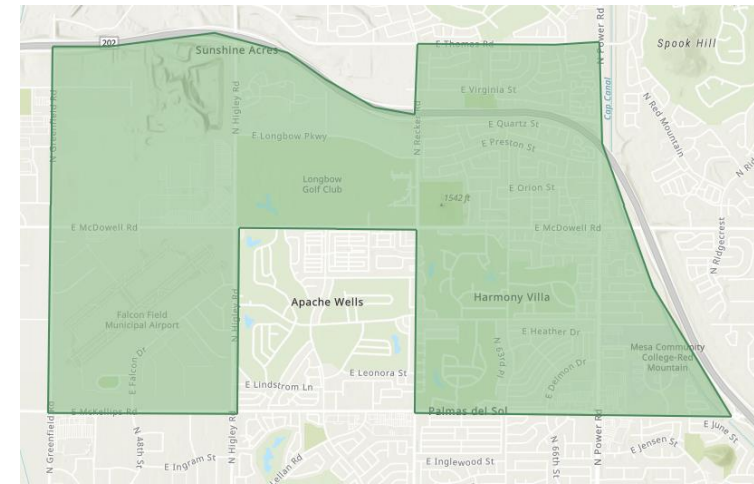 202
Sunshine Acres
E Thomas Rd
N Power Rd
Spook Hill
N Greenfield Rd
N Higley Rd
E Virginia St
Cap Canal
N Red Mountain
E Longbow Pkwy
N Recker Rd
E Quartz St
E Preston St
Longbow
Golf Club
E Orion St
1542 ft
E McDowell Rd
E McDowell Rd
N Ridgecrest
Falcon Field
Municipal Airport
N Higley Rd
Apache Wells
Harmony Villa
E Heather Dr
N 63rd Pl
Mesa Community
College-Red
Mountain
E Falcon Dr
E Leonora St
E Lindstrom Ln
E Delmon Dr
E McKellips Rd
Palmas del Sol
N Greenfield Rd
N 48th St
N Higley Rd
N Power Rd
E June St
E Jensen St
N 66th St
E Ingram St
E Inglewood St